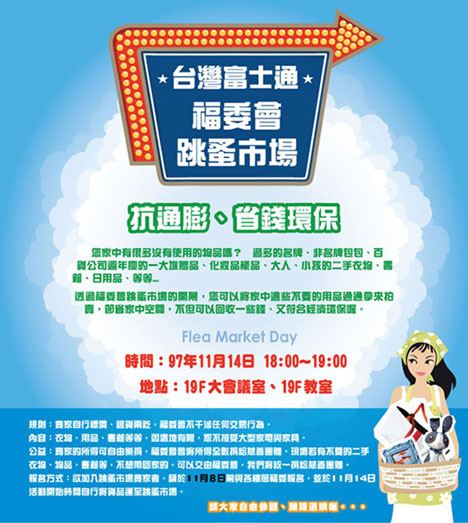 台灣富士通
福委會
跳蚤市場
抗通膨、省錢環保
您家中有很多沒有使用的物品嗎? 過多的名牌、非名牌包包、百
貨公司週年慶的一大堆贈品、化妝品樣品、大人、小孩的二手衣物、書
籍、日用品、等等...
透過福委會跳蚤市場的開鑼,您可以將家中這些不要的用品通通拿來拍
賣,節省家中空間,不但可以回收一些錢、又符合經濟環保喔。
Flea Market Day
時間:97年11月14日 18:00~19:00
地點:19F大會議室、19F教室
規則:賣家自行標價、銀貨兩訖,福委會不干涉任何交易行為。
內容:衣物、用品、書籍等等,因場地有限,恕不接受大型家電與家具。
公益:賣家的所得可自由樂捐,福委會會將所得全數捐給慈善團體。現場若有不要的二手
衣物、物品、書籍等,不想帶回家的,可以交由福委會,我們將統一捐給慈善團體。
報名方式:欲加入跳蚤市場賣家者,請於11月8日前與各樓層福委報名,並於11月14日
活動開始時間自行將與品運至跳蚤市場。
請大家自由參觀、踴躍選購喔